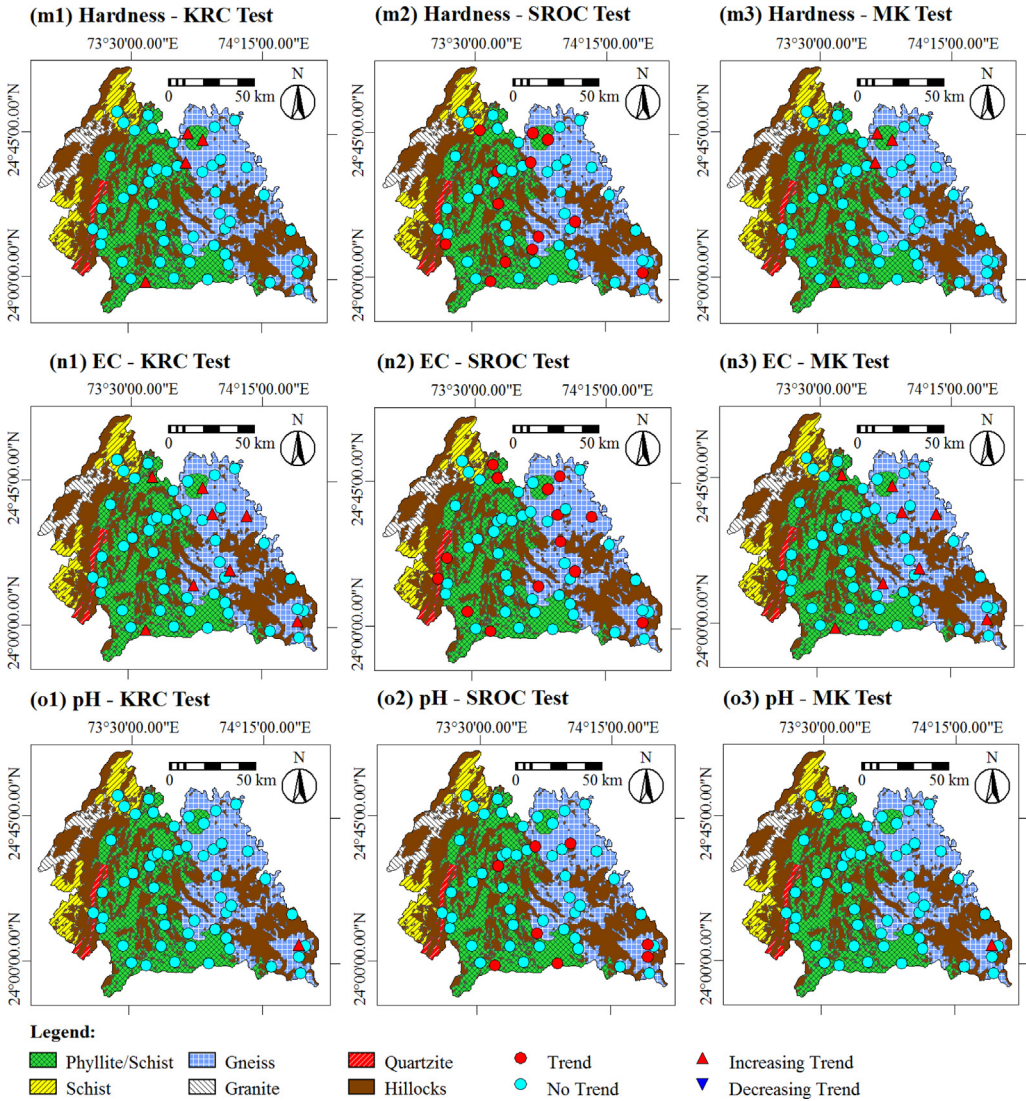 (m1) Hardness - KRC Test
(m2) Hardness - SROC Test
(m3) Hardness - MK Test
73°30'00.00"E 74°15'00.00"E
73°30'00.00"E 74°15'00.00"E
73°30'00.00"E 74°15'00.00"E
N
0 50 km
N
0 50 km
N
0 50 km
24°45'00.00"N
24°00'00.00"N
24°45'00.00"N
24°00'00.00"N
24°45'00.00"N
24°00'00.00"N
(n1) EC - KRC Test
(n2) EC - SROC Test
(n3) EC - MK Test
73°30'00.00"E 74°15'00.00"E
73°30'00.00"E 74°15'00.00"E
73°30'00.00"E 74°15'00.00"E
N
0 50 km
N
0 50 km
N
0 50 km
24°45'00.00"N
24°00'00.00"N
24°45'00.00"N
24°00'00.00"N
24°45'00.00"N
24°00'00.00"N
(o1) pH - KRC Test
(o2) pH - SROC Test
(o3) pH - MK Test
73°30'00.00"E 74°15'00.00"E
73°30'00.00"E 74°15'00.00"E
73°30'00.00"E 74°15'00.00"E
N
0 50 km
N
0 50 km
N
0 50 km
24°45'00.00"N
24°00'00.00"N
24°45'00.00"N
24°00'00.00"N
24°45'00.00"N
24°00'00.00"N
Legend:
Phyllite/Schist Gneiss Quartzite Trend Increasing Trend
Schist Granite Hillocks No Trend Decreasing Trend